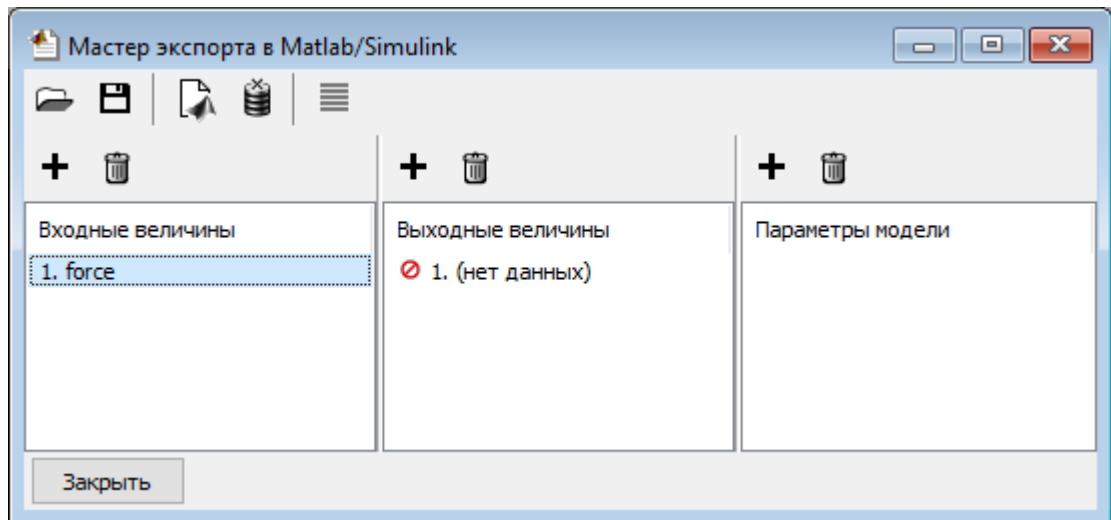 Мастер экспорта в Matlab/Simulink
Входные величины
1. force
Выходные величины
1. (нет данных)
Параметры модели
Закрыть